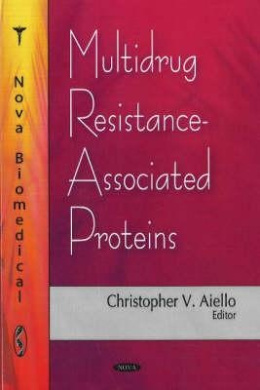 Nova Biomedical
Multidrug
Resistance-
Associated
Proteins
Christopher V. Aiello
Editor
NOVA